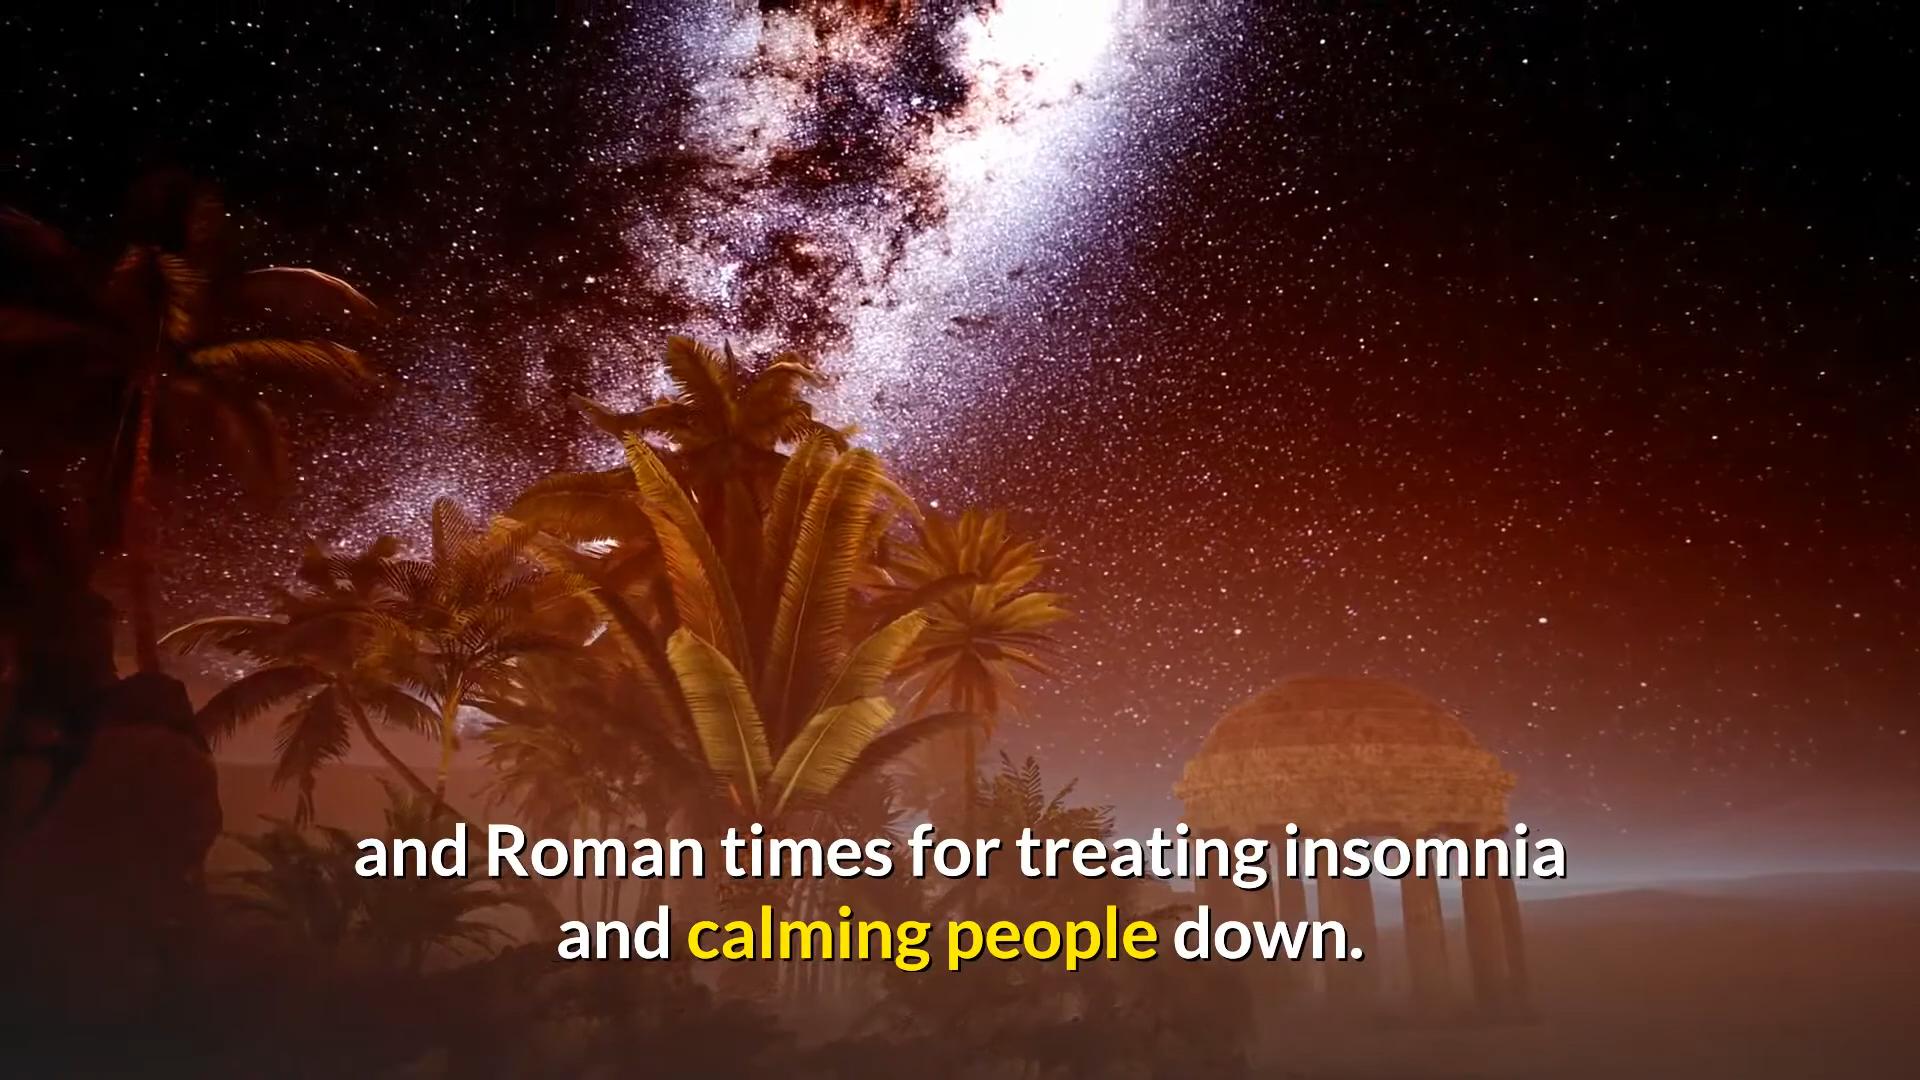 and Roman times for treating insomnia
and calming people down.